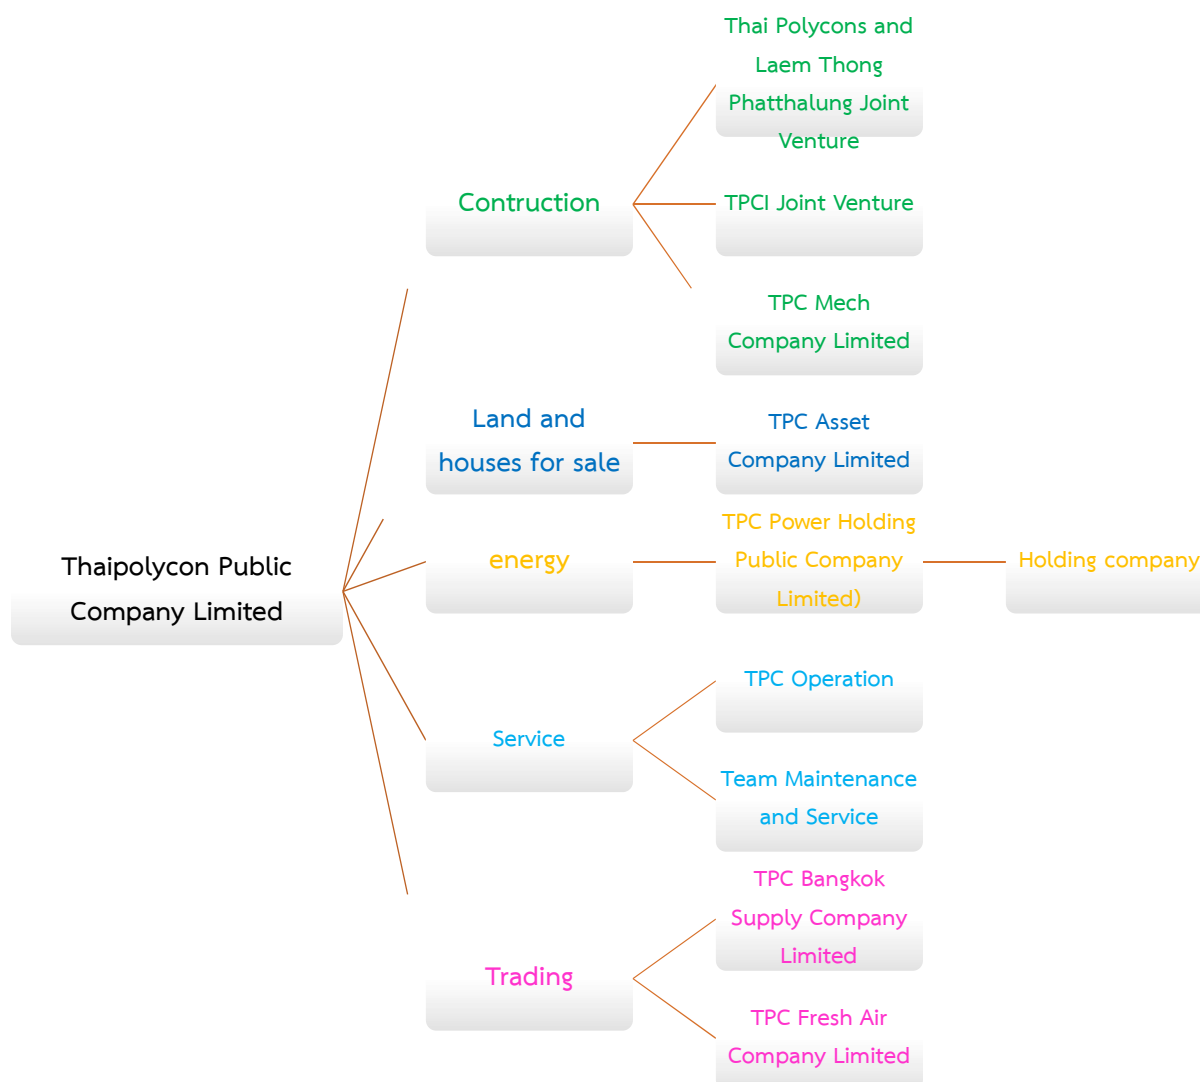 Thai Polycons and
Laem Thong
Phatthalung Joint
Venture
Contruction
TPCI Joint Venture
TPC Mech
Company Limited
Land and
houses for sale
TPC Asset
Company Limited
Thaipolycon Public
Company Limited
energy
TPC Power Holding
Public Company
Limited)
Holding company
Service
TPC Operation
Team Maintenance
and Service
Trading
TPC Bangkok
Supply Company
Limited
TPC Fresh Air
Company Limited